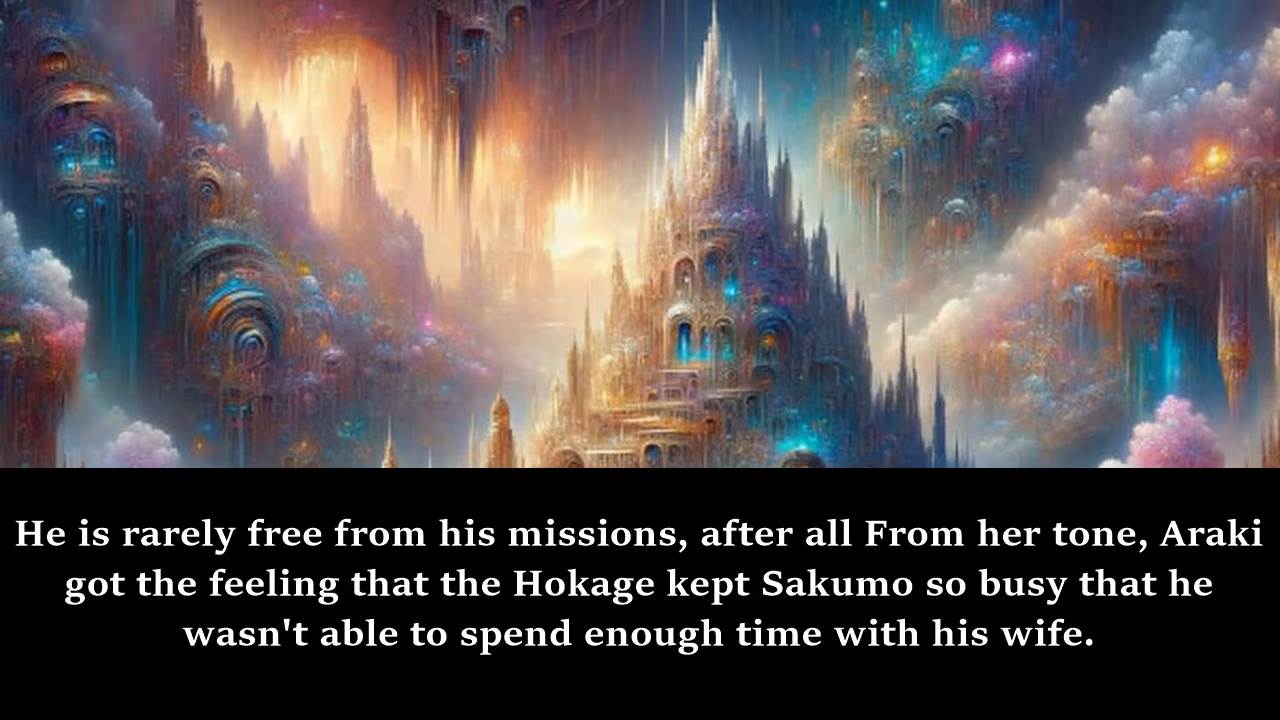 He is rarely free from his missions, after all From her tone, Araki
got the feeling that the Hokage kept Sakumo so busy that he
wasn't able to spend enough time with his wife.